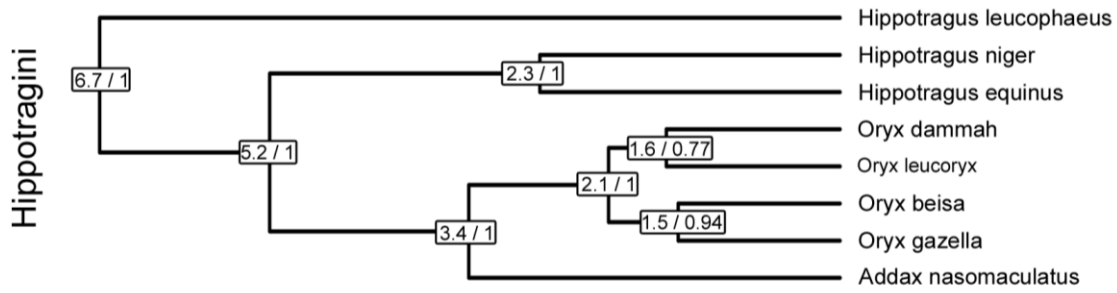 Hippotragini
Hippotragus leucophaeus
6.7 / 1
Hippotragus niger
2.3 / 1
Hippotragus equinus
5.2 / 1
Oryx dammah
1.6 / 0.77
Oryx leucoryx
2.1 / 1
Oryx beisa
1.5 / 0.94
Oryx gazella
3.4 / 1
Addax nasomaculatus